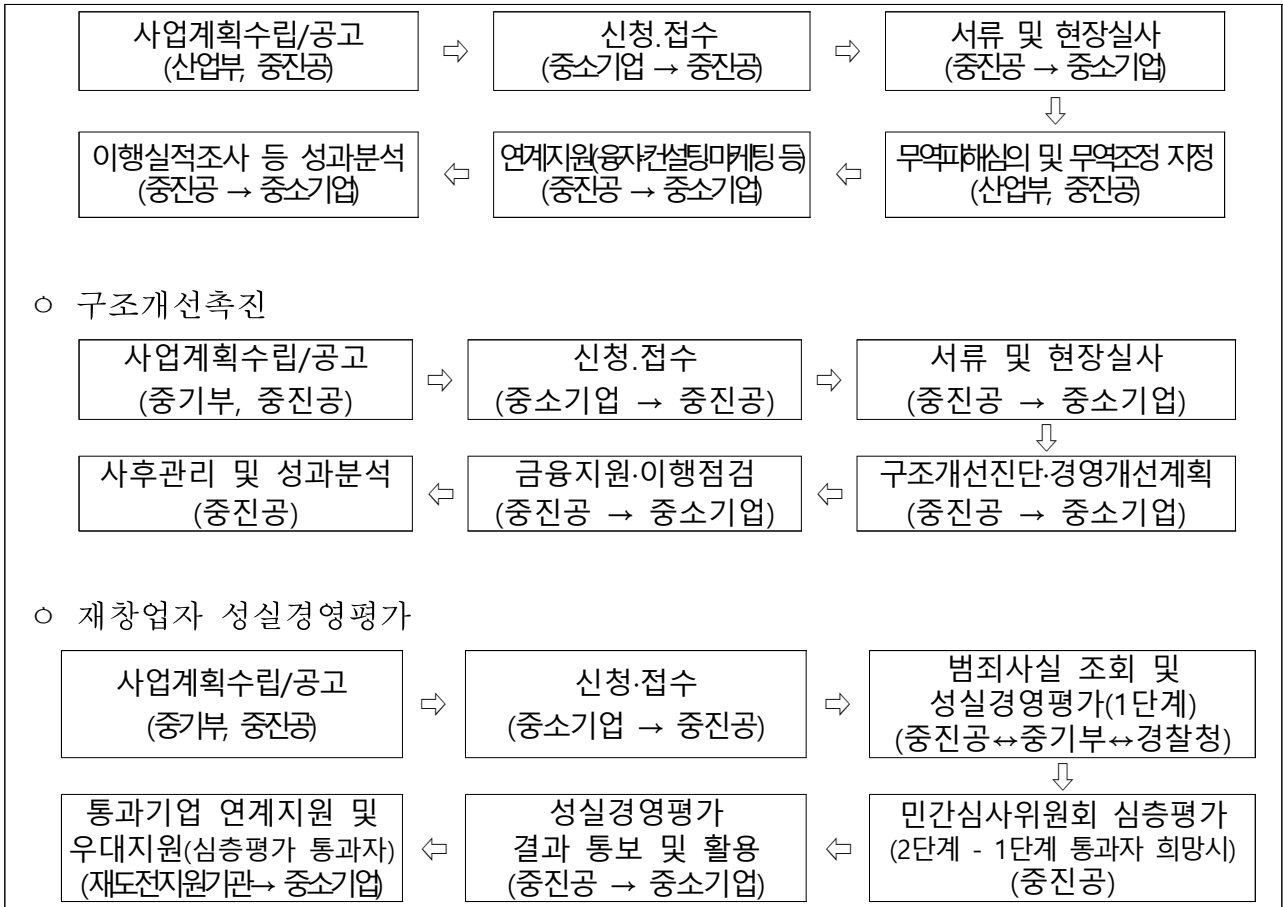 사업계획수립/공고
(산업부, 중진공)
⇨
신청.접수
(중소기업 → 중진공)
⇨
서류 및 현장실사
(중진공 → 중소기업)
⇩
이행실적조사 등 성과분석
(중진공 → 중소기업)
⇦
연계지원(융자·컨설팅·마케팅 등)
(중진공 → 중소기업)
⇦
무역피해심의 및 무역조정 지정
(산업부, 중진공)
ㅇ 구조개선촉진
사업계획수립/공고
(중기부, 중진공)
⇨
신청.접수
(중소기업 → 중진공)
⇨
서류 및 현장실사
(중진공 → 중소기업)
⇩
사후관리 및 성과분석
(중진공)
⇦
금융지원·이행점검
(중진공 → 중소기업)
⇦
구조개선진단·경영개선계획
(중진공 → 중소기업)
ㅇ 재창업자 성실경영평가
사업계획수립/공고
(중기부, 중진공)
⇨
신청·접수
(중소기업 → 중진공)
⇨
범죄사실 조회 및
성실경영평가(1단계)
(중진공↔중기부↔경찰청)
⇩
통과기업 연계지원 및
우대지원(심층평가 통과자)
(재도전지원기관→ 중소기업)
⇦
성실경영평가
결과 통보 및 활용
(중진공 → 중소기업)
⇦
민간심사위원회 심층평가
(2단계 - 1단계 통과자 희망시)
(중진공)